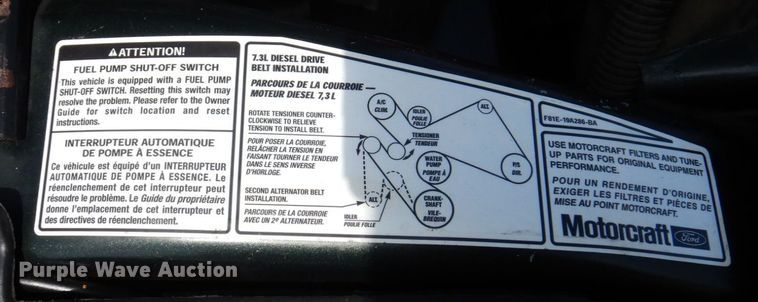 ATTENTION!
FUEL PUMP SHUT-OFF SWITCH
This vehicle is equipped with a FUEL PUMP
SHUT-OFF SWITCH. Resetting this switch may
resolve the problem. Please refer to the Owner
Guide for switch location and reset
instructions.
INTERRUPTEUR AUTOMATIQUE
DE POMPE À ESSENCE
Ce véhicule est équipé d'un INTERRUPTEUR
AUTOMATIQUE DE POMPE À ESSENCE. Le
réenclenchement de cet interrupteur peut
résoudre le problème. Le Guide du propriétaire
donne l'emplacement de cet interrupteur et
des directives de réenclenchement.
7.3L DIESEL DRIVE
BELT INSTALLATION
PARCOURS DE LA COURROIE —
MOTEUR DIESEL 7,3 L
ROTATE TENSIONER COUNTER-
CLOCKWISE TO RELIEVE
TENSION TO INSTALL BELT.
POUR POSER LA COURROIE,
RELÂCHER LA TENSION EN
FAISANT TOURNER LE TENDEUR
DANS LE SENS INVERSE
D'HORLOGE.
SECOND ALTERNATOR BELT
INSTALLATION.
PARCOURS DE LA COURROIE
AVEC UN 2º ALTERNATEUR.
A/C
CLIM.
IDLER
POULIE
FOLLE
ALT.
TENSIONER
TENDEUR
WATER
PUMP
POMPE À
EAU
P/S
DIR.
ALT.
IDLER
POULIE FOLLE
CRANK-
SHAFT
VILE-
BREQUIN
F81E-19A286-BA
USE MOTORCRAFT FILTERS AND TUNE-
UP PARTS FOR ORIGINAL EQUIPMENT
PERFORMANCE.
POUR UN RENDEMENT D'ORIGINE,
EXIGER LES FILTRES ET PIÈCES DE
MISE AU POINT MOTORCRAFT.
Motorcraft
Ford
Purple Wave Auction